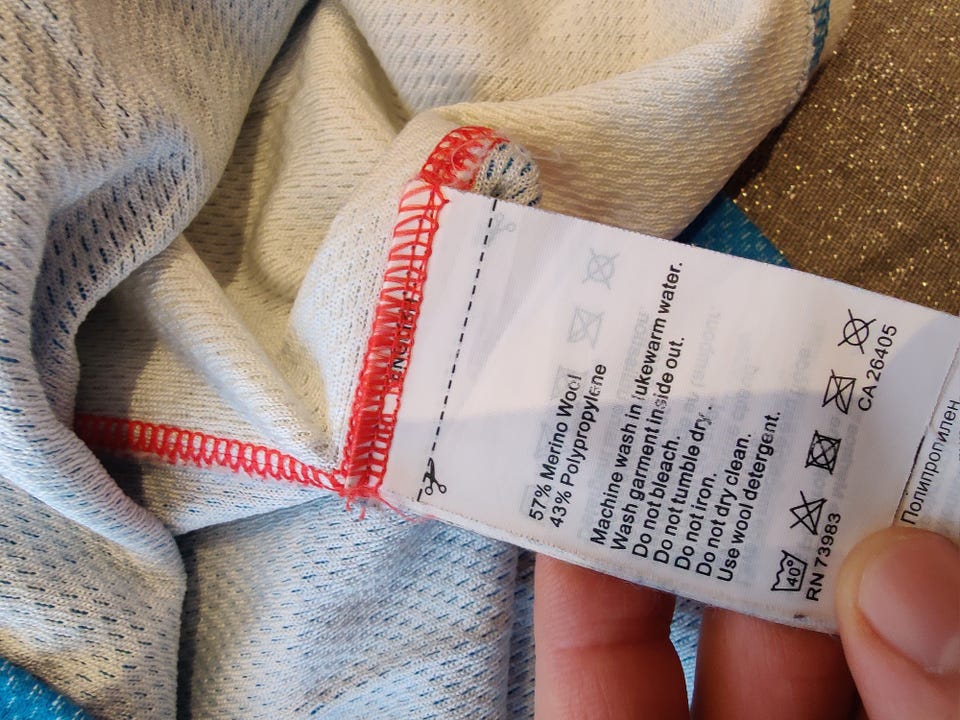 ENGLISH
57% Merino Wool
43% Polypropylene
Machine wash in lukewarm water.
Wash garment inside out.
Do not bleach.
Do not tumble dry.
Do not iron.
Do not dry clean.
Use wool detergent.
40°
RN 73983
CA 26405
Полипропилен